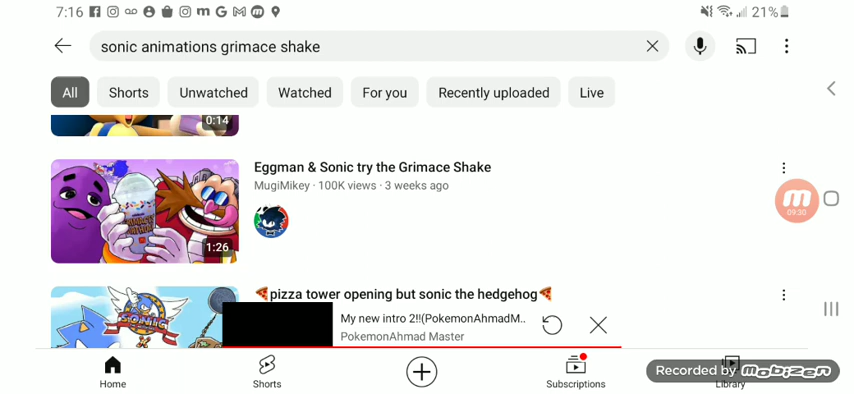 7:16
21%
sonic animations grimace shake
All
Shorts
Unwatched
Watched
For you
Recently uploaded
Live
0:14
Eggman & Sonic try the Grimace Shake
MugiMikey · 100K views · 3 weeks ago
1:26
09:30
🍕pizza tower opening but sonic the hedgehog🍕
SONIC
My new intro 2!!(PokemonAhmadM..
PokemonAhmad Master
Home
Shorts
Subscriptions
Library
Recorded by Mobizen